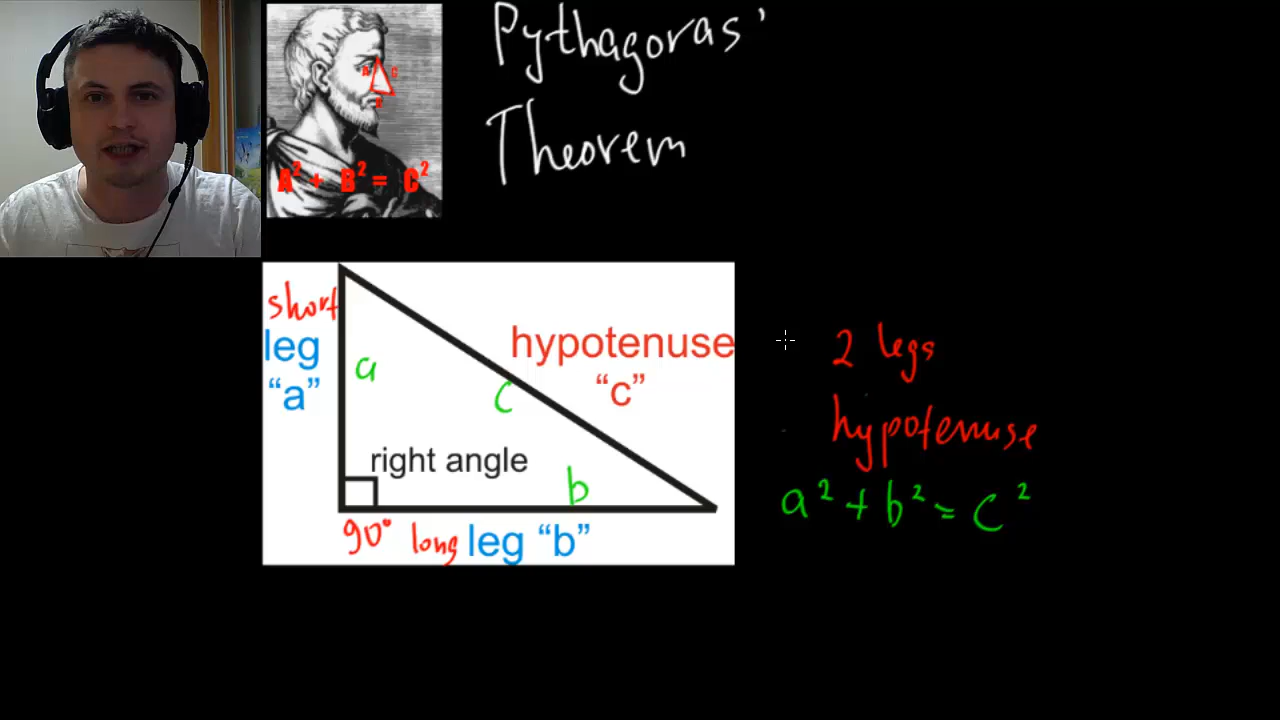 Pythagoras'
Theorem
A C
B
A² + B² = C²
short
leg
"a"
a
hypotenuse
"c"
c
right angle
b
90° long leg "b"
2 legs
hypotenuse
a² + b² = c²